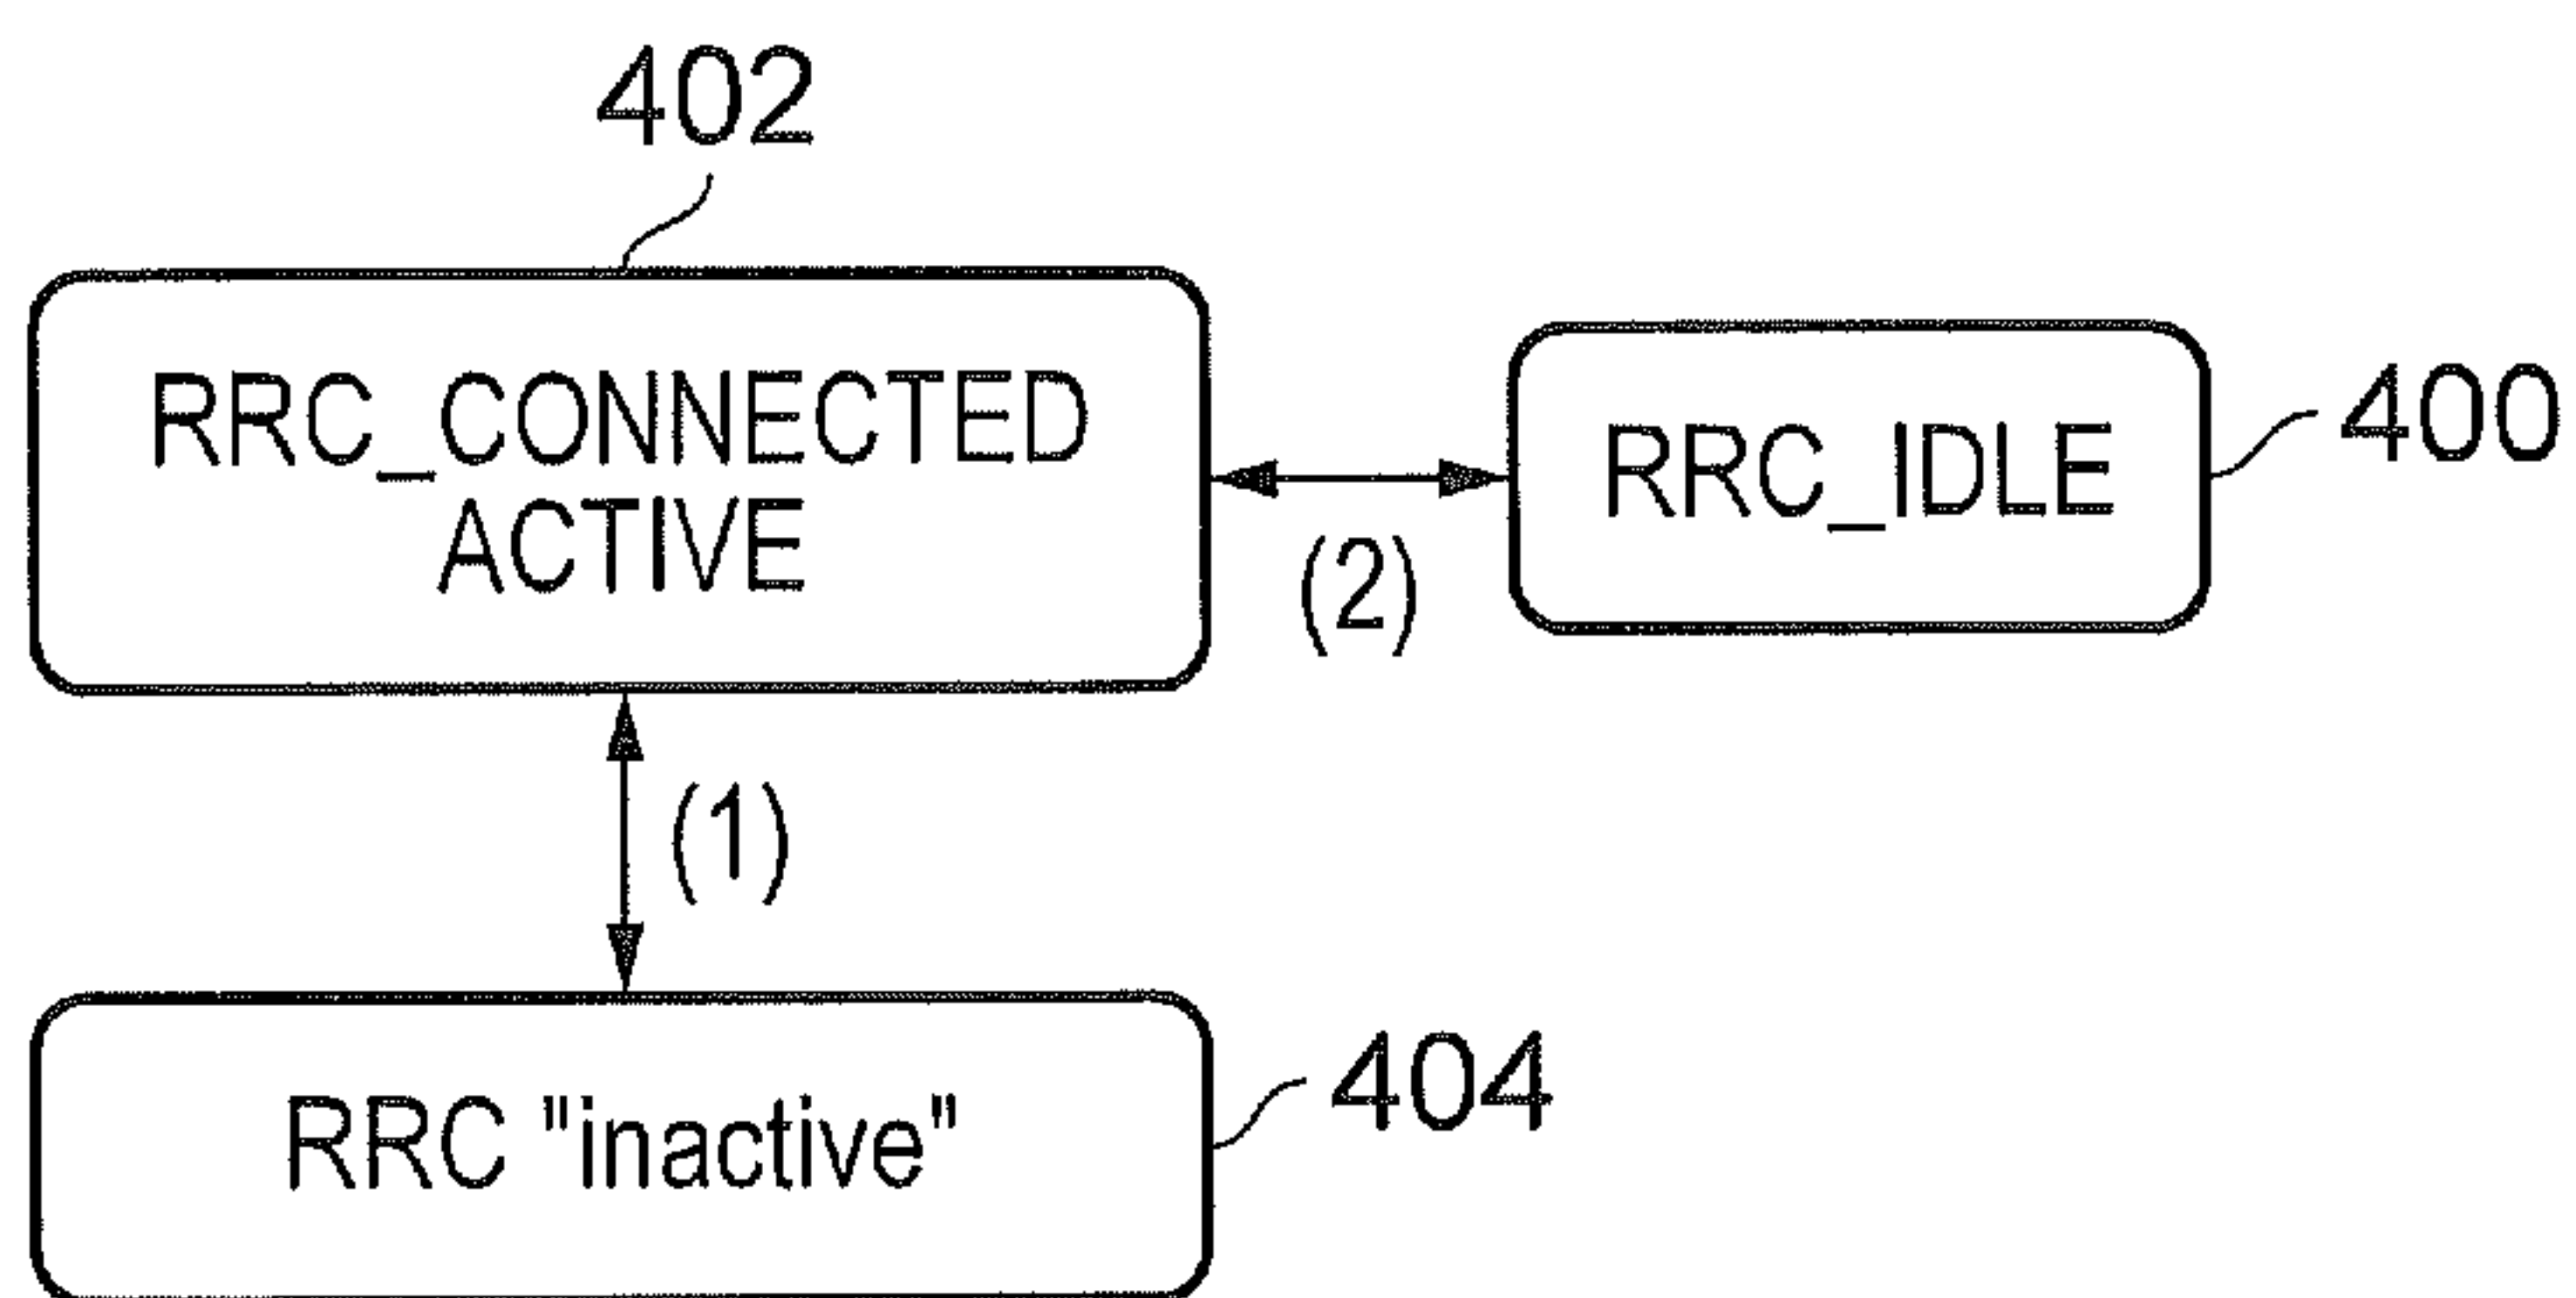 402
RRC_CONNECTED
ACTIVE
RRC_IDLE
400
(2)
(1)
RRC "inactive"
404